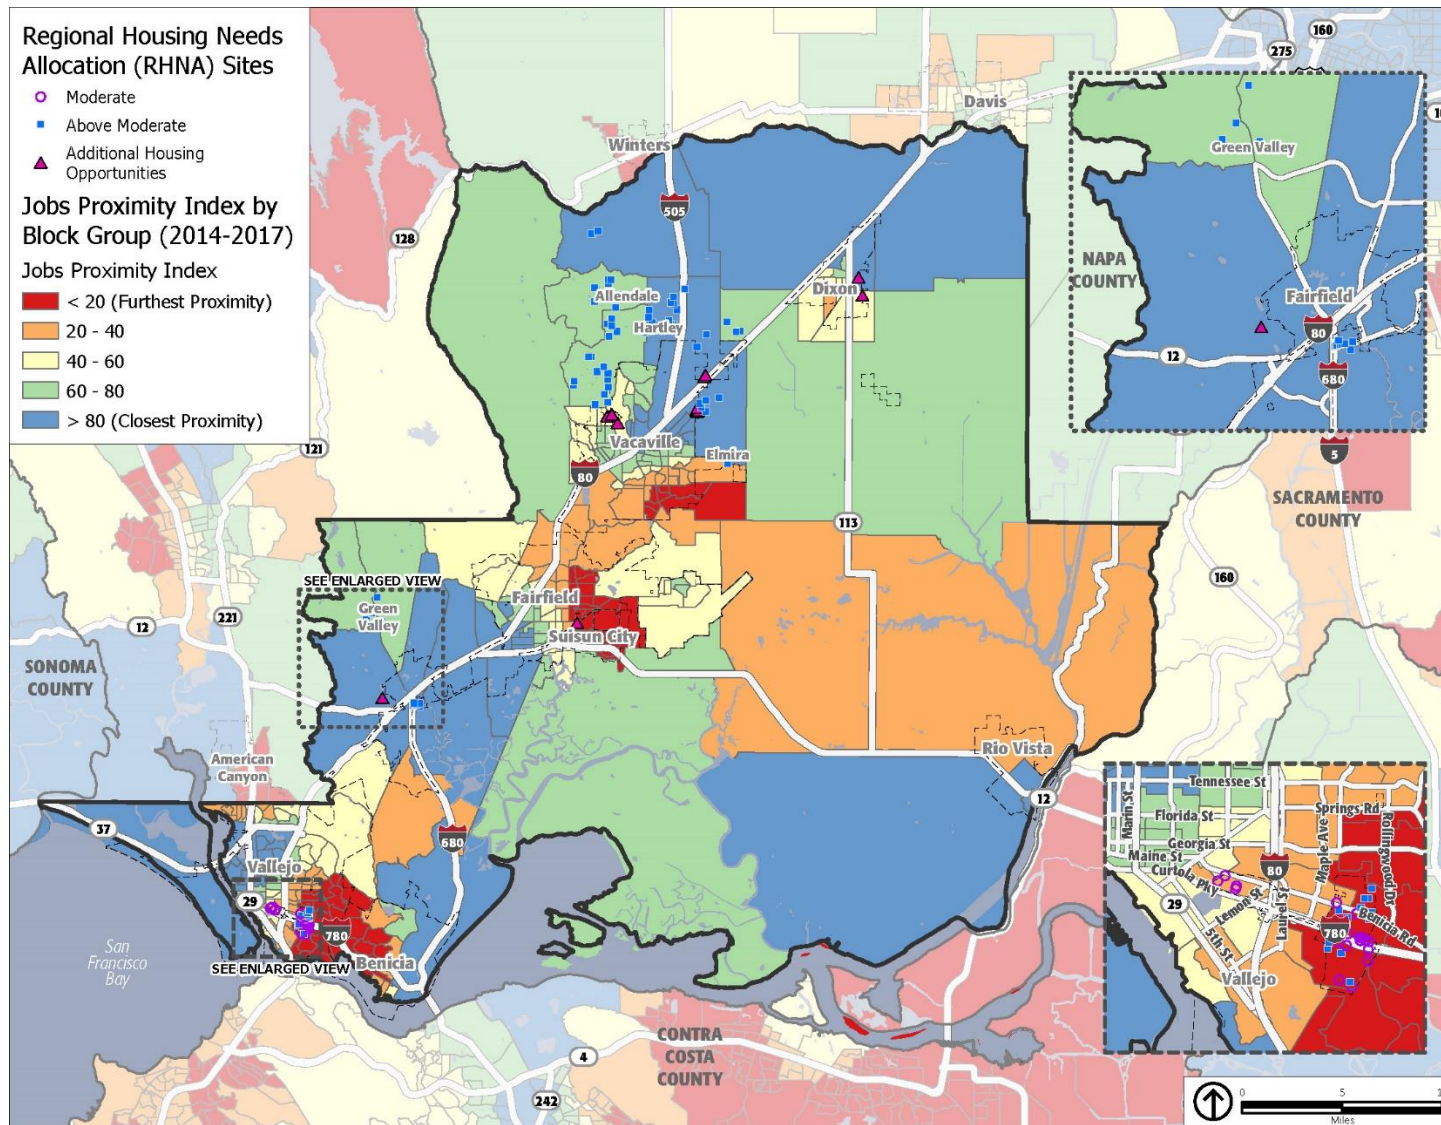 Regional Housing Needs
Allocation (RHNA) Sites
Moderate
Above Moderate
Additional Housing
Opportunities
Jobs Proximity Index by
Block Group (2014-2017)
Jobs Proximity Index
< 20 (Furthest Proximity)
20 - 40
40 - 60
60 - 80
> 80 (Closest Proximity)
160
275
Davis
Winters
505
128
Allendale
Hartley
Dixon
Vacaville
Elmira
80
121
113
5
SACRAMENTO
COUNTY
160
SEE ENLARGED VIEW
Green
Valley
Fairfield
Suisun City
221
12
SONOMA
COUNTY
American
Canyon
Rio Vista
12
37
680
Vallejo
29
780
Benicia
SEE ENLARGED VIEW
San
Francisco
Bay
CONTRA
COSTA
COUNTY
4
242
Green Valley
NAPA
COUNTY
Fairfield
80
12
680
Tennessee St
Marin St
Springs Rd
Florida St
Maple Ave
Rollingwood Dr
Georgia St
Maine St
Curtola Pky
80
29
Lemon St
Laurel St
Benicia Rd
780
5th St
Vallejo
0
5
Miles